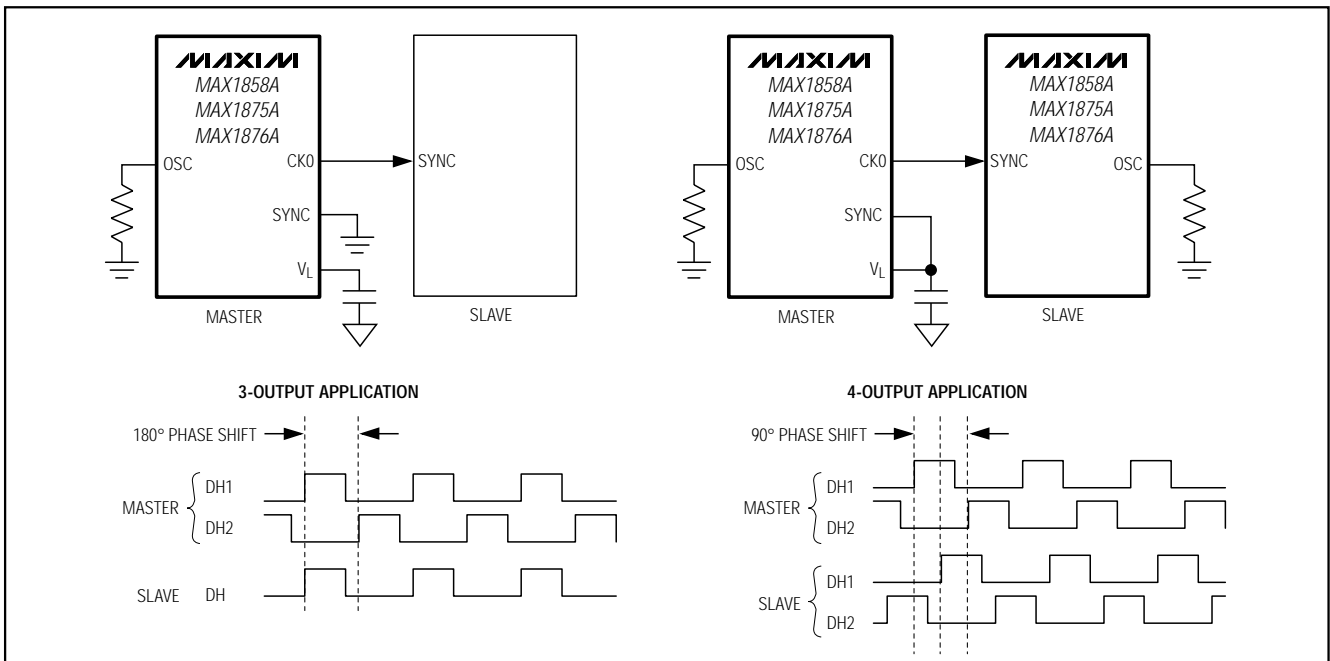 MAXIM
MAX1858A
MAX1875A
MAX1876A
OSC
CK0
SYNC
VL
MASTER
SYNC
SLAVE
MAXIM
MAX1858A
MAX1875A
MAX1876A
OSC
CK0
SYNC
VL
MASTER
MAXIM
MAX1858A
MAX1875A
MAX1876A
SYNC
OSC
SLAVE
3-OUTPUT APPLICATION
180° PHASE SHIFT
MASTER
DH1
DH2
SLAVE DH
4-OUTPUT APPLICATION
90° PHASE SHIFT
MASTER
DH1
DH2
SLAVE
DH1
DH2